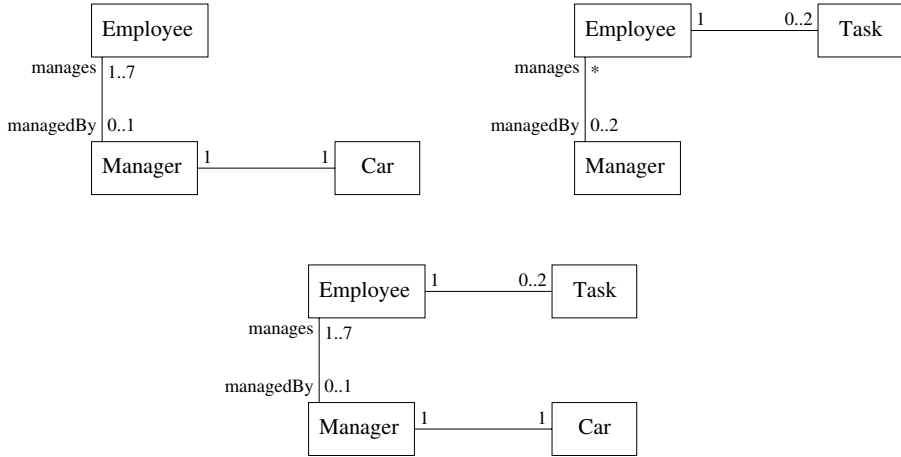 Employee
manages
1..7
managedBy
0..1
Manager
1
1
Car
Employee
1
0..2
Task
manages
*
managedBy
0..2
Manager
Employee
1
0..2
Task
manages
1..7
managedBy
0..1
Manager
1
1
Car